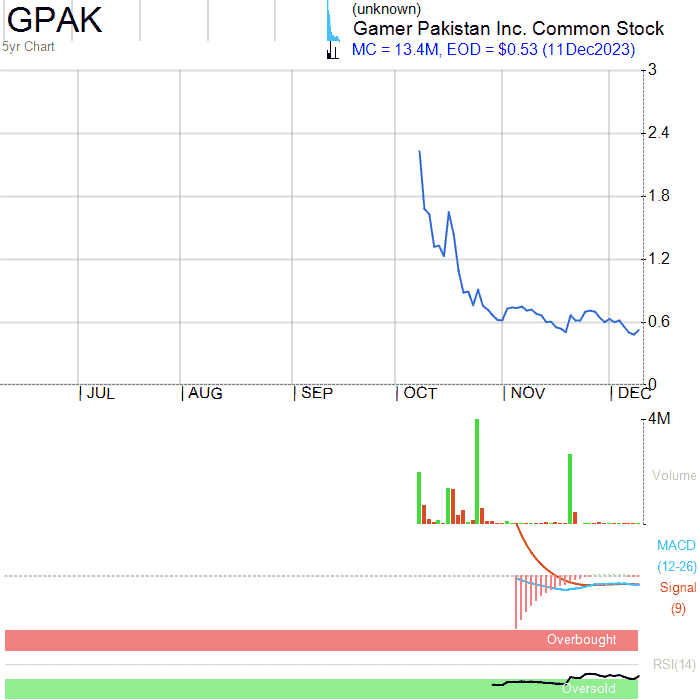 GPAK
5yr Chart
(unknown)
Gamer Pakistan Inc. Common Stock
MC = 13.4M, EOD = $0.53 (11Dec2023)
3
2.4
1.8
1.2
0.6
0
JUL AUG SEP OCT NOV DEC
4M
Volume
MACD
(12-26)
Signal
(9)
Overbought
RSI(14)
Oversold